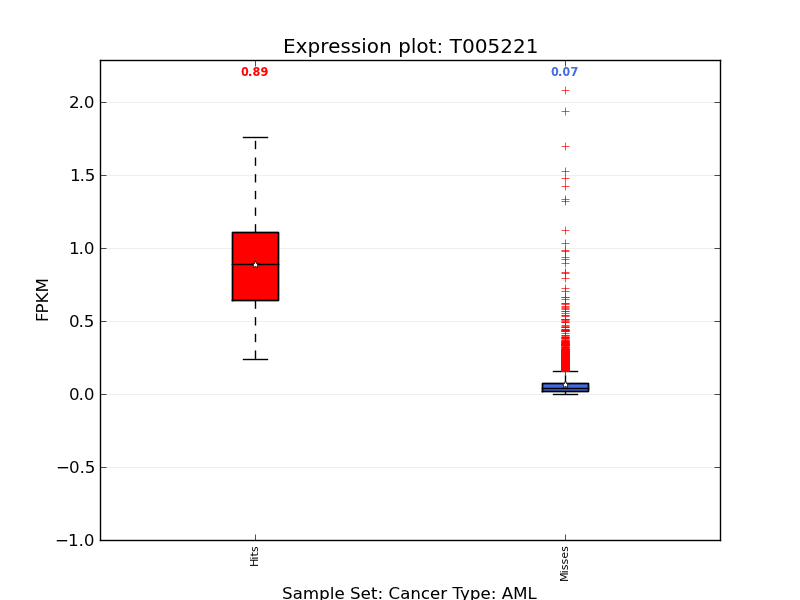 Expression plot: T005221
0.89
0.07
2.0
1.5
1.0
0.5
0.0
−0.5
−1.0
FPKM
Hits
Misses
Sample Set: Cancer Type: AML